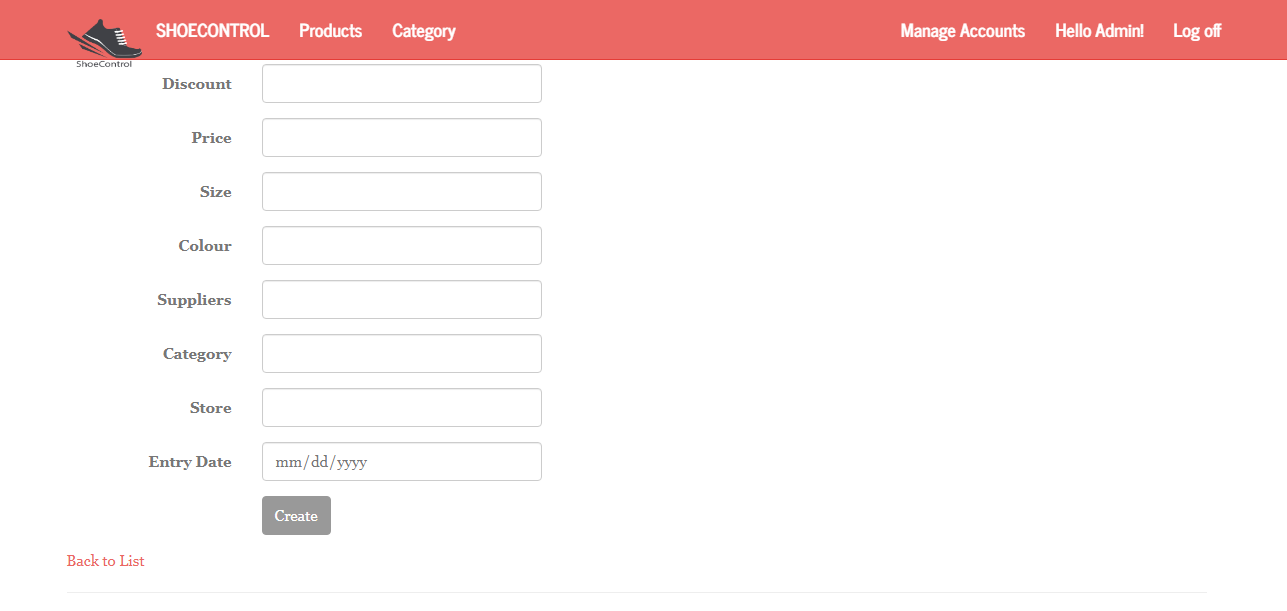 SHOECONTROL Products Category Manage Accounts Hello Admin! Log off
ShoeControl
Discount
Price
Size
Colour
Suppliers
Category
Store
Entry Date mm/dd/yyyy
Create
Back to List